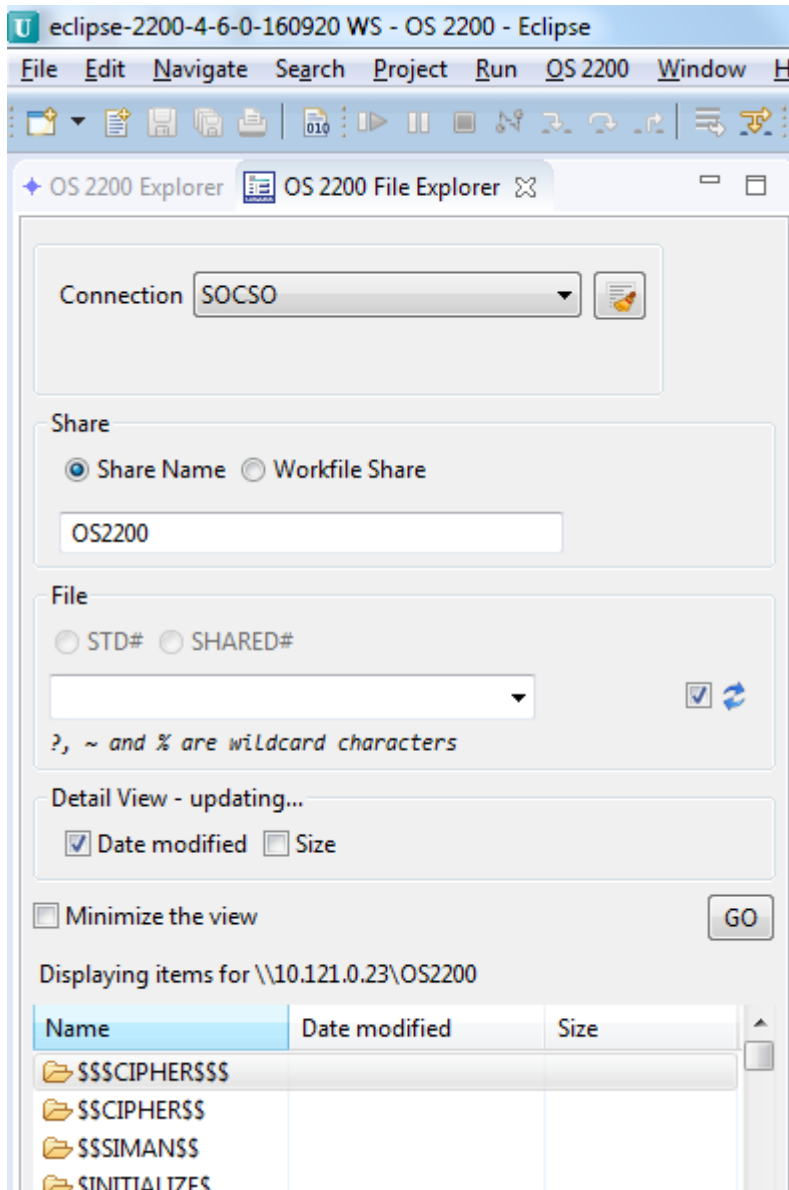 U eclipse-2200-4-6-0-160920 WS - OS 2200 - Eclipse
File Edit Navigate Search Project Run OS 2200 Window H
010
OS 2200 Explorer OS 2200 File Explorer
Connection SOCSO
Share
Share Name Workfile Share
OS2200
File
STD# SHARED#
?, ~ and % are wildcard characters
Detail View - updating...
Date modified Size
Minimize the view GO
Displaying items for \\10.121.0.23\OS2200
Name Date modified Size
$$$CIPHER$$$
$$CIPHER$$
$$SIMAN$$
$INITIALIZE$